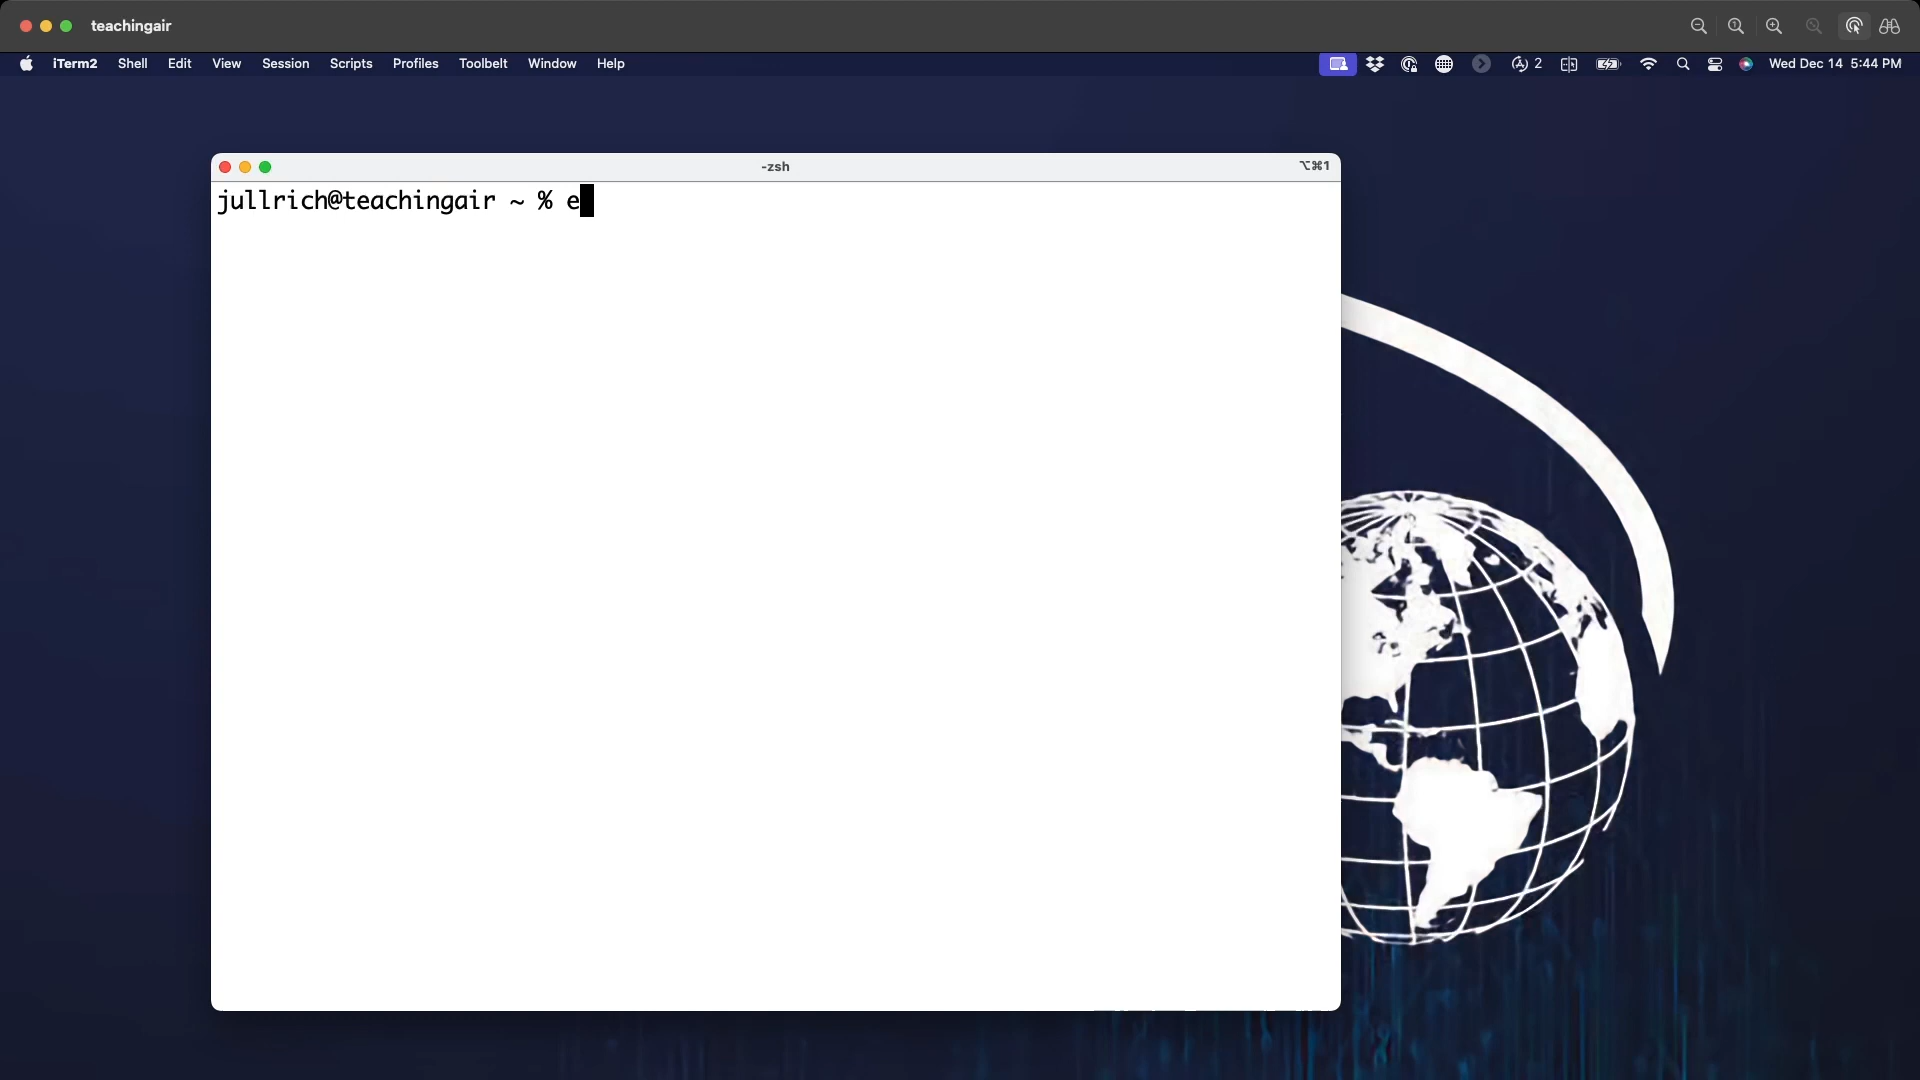 teachingair
iTerm2 Shell Edit View Session Scripts Profiles Toolbelt Window Help 2 Wed Dec 14 5:44 PM
-zsh ⌥⌘1
jullrich@teachingair ~ % e